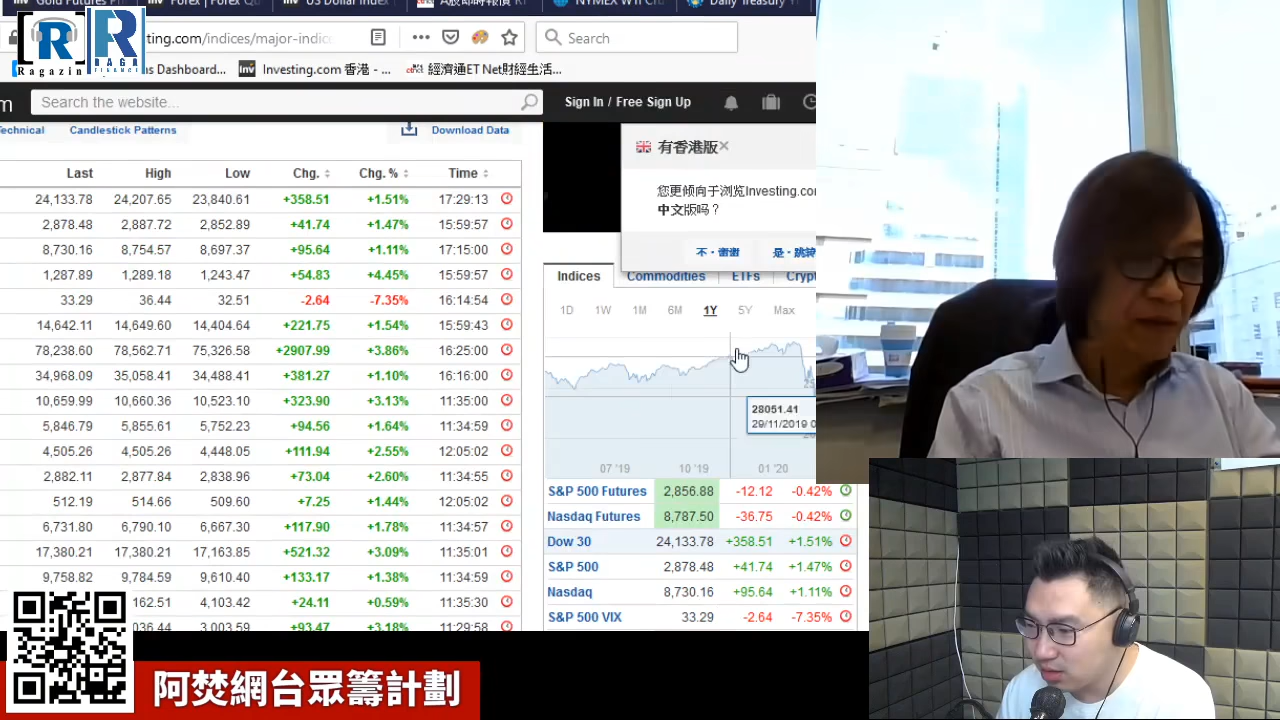 Gold Futures P
Forex | Forex Qu
US Dollar Index
A股即時報價
NYMEX WTI Cru
Daily Treasury Y
R R
Ragazine
FINANCE
ting.com/indices/major-indic
Search
ns Dashboard...
Investing.com 香港 - ...
經濟通ET Net財經生活...
m
Search the website...
Sign In / Free Sign Up
Technical
Candlestick Patterns
Download Data
Last High Low Chg. Chg. % Time
24,133.78 24,207.65 23,840.61 +358.51 +1.51% 17:29:13
2,878.48 2,887.72 2,852.89 +41.74 +1.47% 15:59:57
8,730.16 8,754.57 8,697.37 +95.64 +1.11% 17:15:00
1,287.89 1,289.18 1,243.47 +54.83 +4.45% 15:59:57
33.29 36.44 32.51 -2.64 -7.35% 16:14:54
14,642.11 14,649.60 14,404.64 +221.75 +1.54% 15:59:43
78,238.60 78,562.71 75,326.58 +2907.99 +3.86% 16:25:00
34,968.09 35,058.41 34,488.41 +381.27 +1.10% 16:16:00
10,659.99 10,660.36 10,523.10 +323.90 +3.13% 11:35:00
5,846.79 5,855.61 5,752.23 +94.56 +1.64% 11:34:59
4,505.26 4,505.26 4,448.05 +111.94 +2.55% 12:05:02
2,882.11 2,877.84 2,838.96 +73.04 +2.60% 11:34:55
512.19 514.66 509.60 +7.25 +1.44% 12:05:02
6,731.80 6,790.10 6,667.30 +117.90 +1.78% 11:34:57
17,380.21 17,380.21 17,163.85 +521.32 +3.09% 11:35:01
9,758.82 9,784.59 9,610.40 +133.17 +1.38% 11:34:59
162.51 4,103.42 +24.11 +0.59% 11:35:30
036.44 3,003.59 +93.47 +3.18% 11:29:58
有香港版
您更倾向于浏览Investing.com
中文版吗？
不，谢谢
是，跳转
Indices Commodities ETFs Crypt
1D 1W 1M 6M 1Y 5Y Max
28051.41
29/11/2019 0
07 '19 10 '19 01 '20
S&P 500 Futures 2,856.88 -12.12 -0.42%
Nasdaq Futures 8,787.50 -36.75 -0.42%
Dow 30 24,133.78 +358.51 +1.51%
S&P 500 2,878.48 +41.74 +1.47%
Nasdaq 8,730.16 +95.64 +1.11%
S&P 500 VIX 33.29 -2.64 -7.35%
阿焚網台眾籌計劃